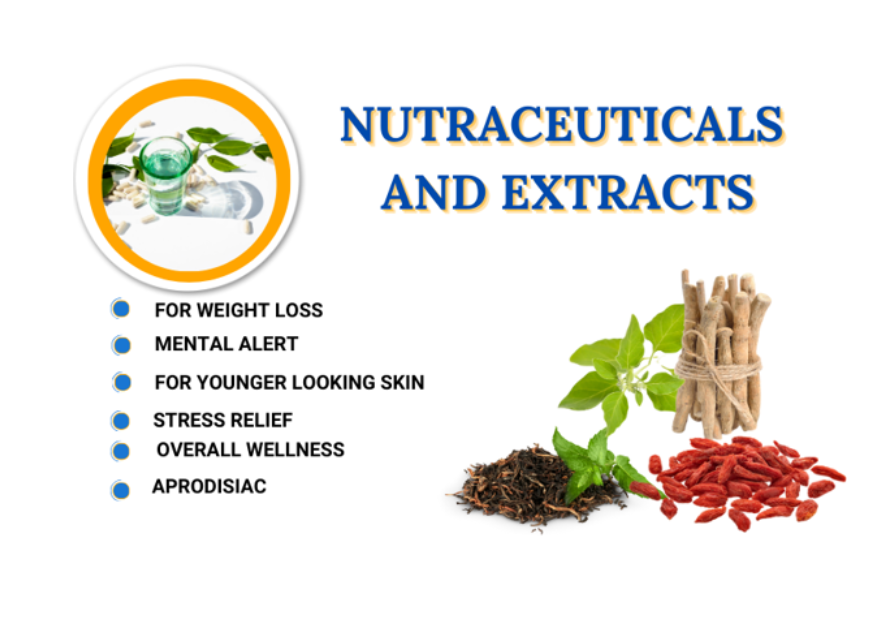 NUTRACEUTICALS
AND EXTRACTS
FOR WEIGHT LOSS
MENTAL ALERT
FOR YOUNGER LOOKING SKIN
STRESS RELIEF
OVERALL WELLNESS
APRODISIAC